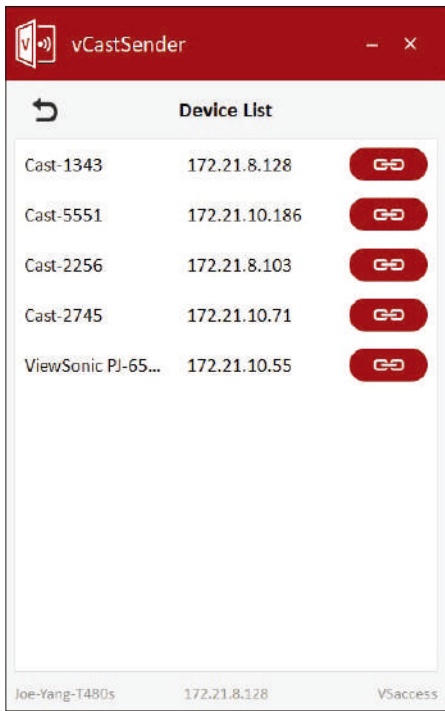 V
vCastSender
Device List
Cast-1343 172.21.8.128
Cast-5551 172.21.10.186
Cast-2256 172.21.8.103
Cast-2745 172.21.10.71
ViewSonic PJ-65... 172.21.10.55
Joe-Yang-T480s 172.21.8.128 VSaccess